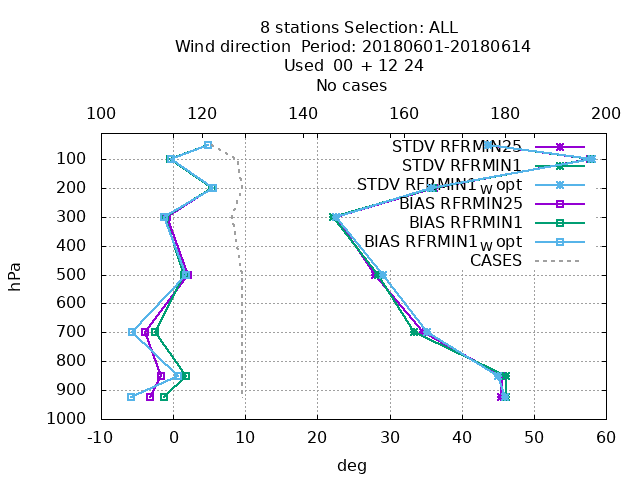 8 stations Selection: ALL
Wind direction  Period: 20180601-20180614
Used  00 + 12 24
No cases
100 120 140 160 180 200
STDV RFRMIN25
STDV RFRMIN1
STDV RFRMIN1_W opt
BIAS RFRMIN25
BIAS RFRMIN1
BIAS RFRMIN1_W opt
CASES
hPa
100
200
300
400
500
600
700
800
900
1000
-10 0 10 20 30 40 50 60
deg